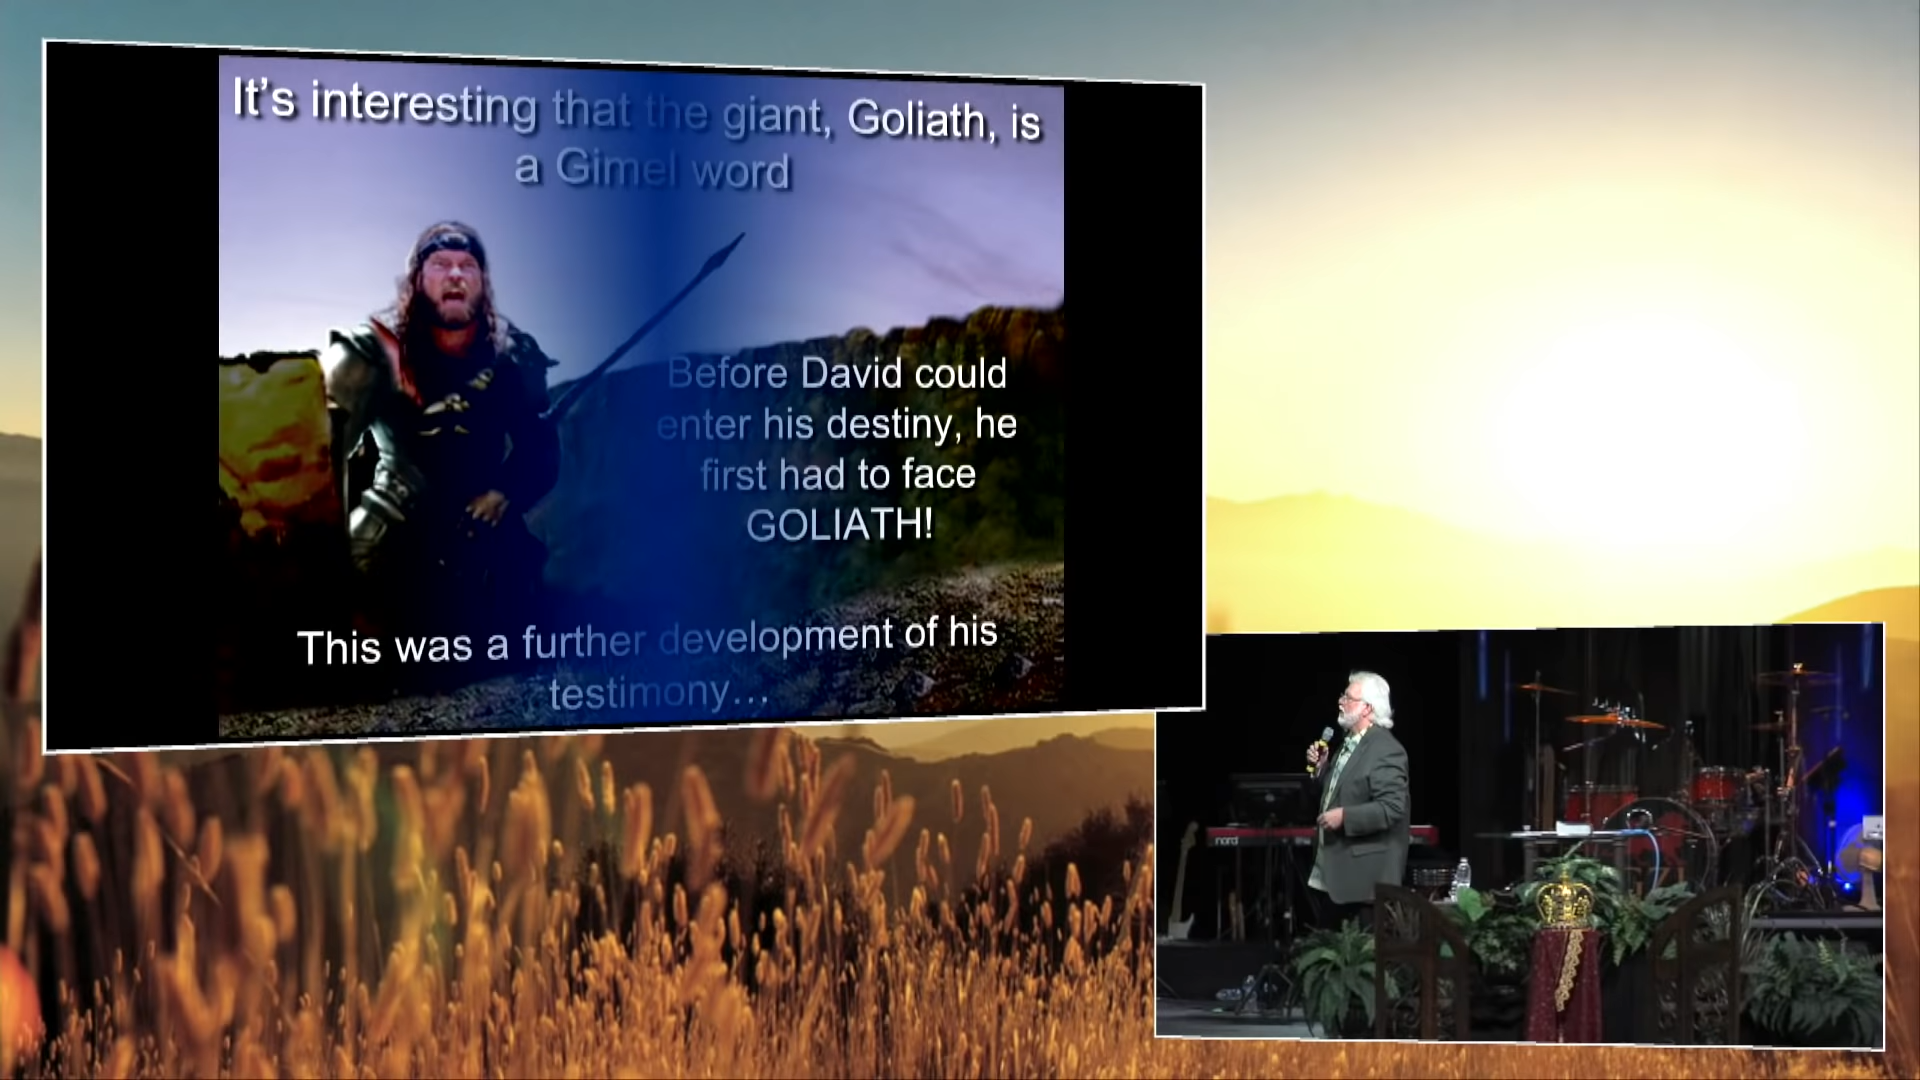 It's interesting that the giant, Goliath, is
a Gimel word
Before David could
enter his destiny, he
first had to face
GOLIATH!
This was a further development of his
testimony…
nord